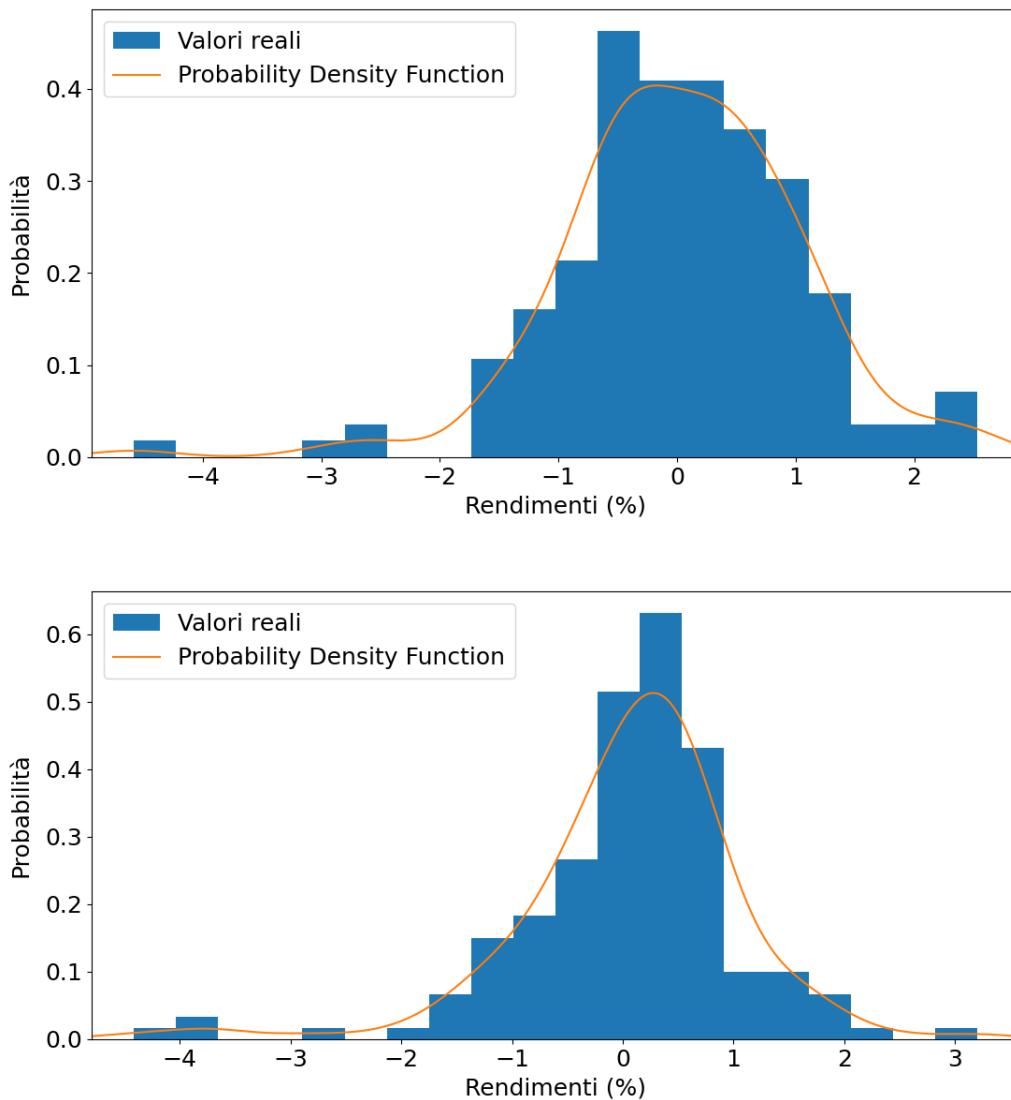 Valori reali
Probability Density Function
0.4
0.3
0.2
0.1
0.0
Probabilità
−4 −3 −2 −1 0 1 2
Rendimenti (%)
Valori reali
Probability Density Function
0.6
0.5
0.4
0.3
0.2
0.1
0.0
Probabilità
−4 −3 −2 −1 0 1 2 3
Rendimenti (%)